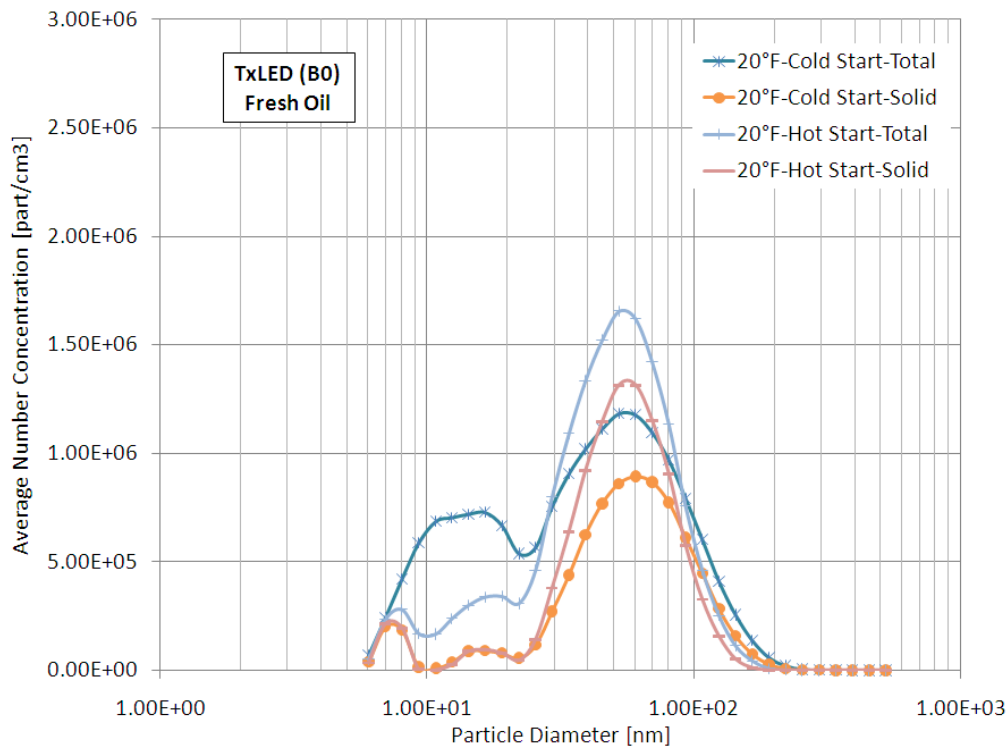 3.00E+06
2.50E+06
2.00E+06
1.50E+06
1.00E+06
5.00E+05
0.00E+00
Average Number Concentration [part/cm3]
TxLED (B0)
Fresh Oil
20°F-Cold Start-Total
20°F-Cold Start-Solid
20°F-Hot Start-Total
20°F-Hot Start-Solid
1.00E+00 1.00E+01 1.00E+02 1.00E+03
Particle Diameter [nm]